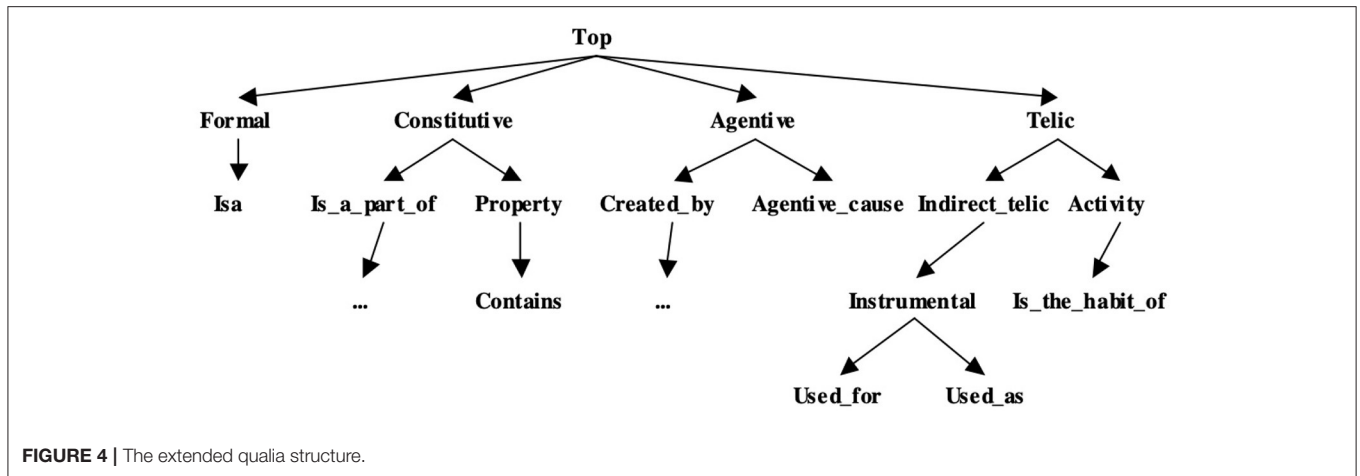 Top
Formal Constitutive Agentive Telic
Isa Is_a_part_of Property Created_by Agentive_cause Indirect_telic Activity
... Contains ... Instrumental Is_the_habit_of
Used_for Used_as
FIGURE 4 | The extended qualia structure.